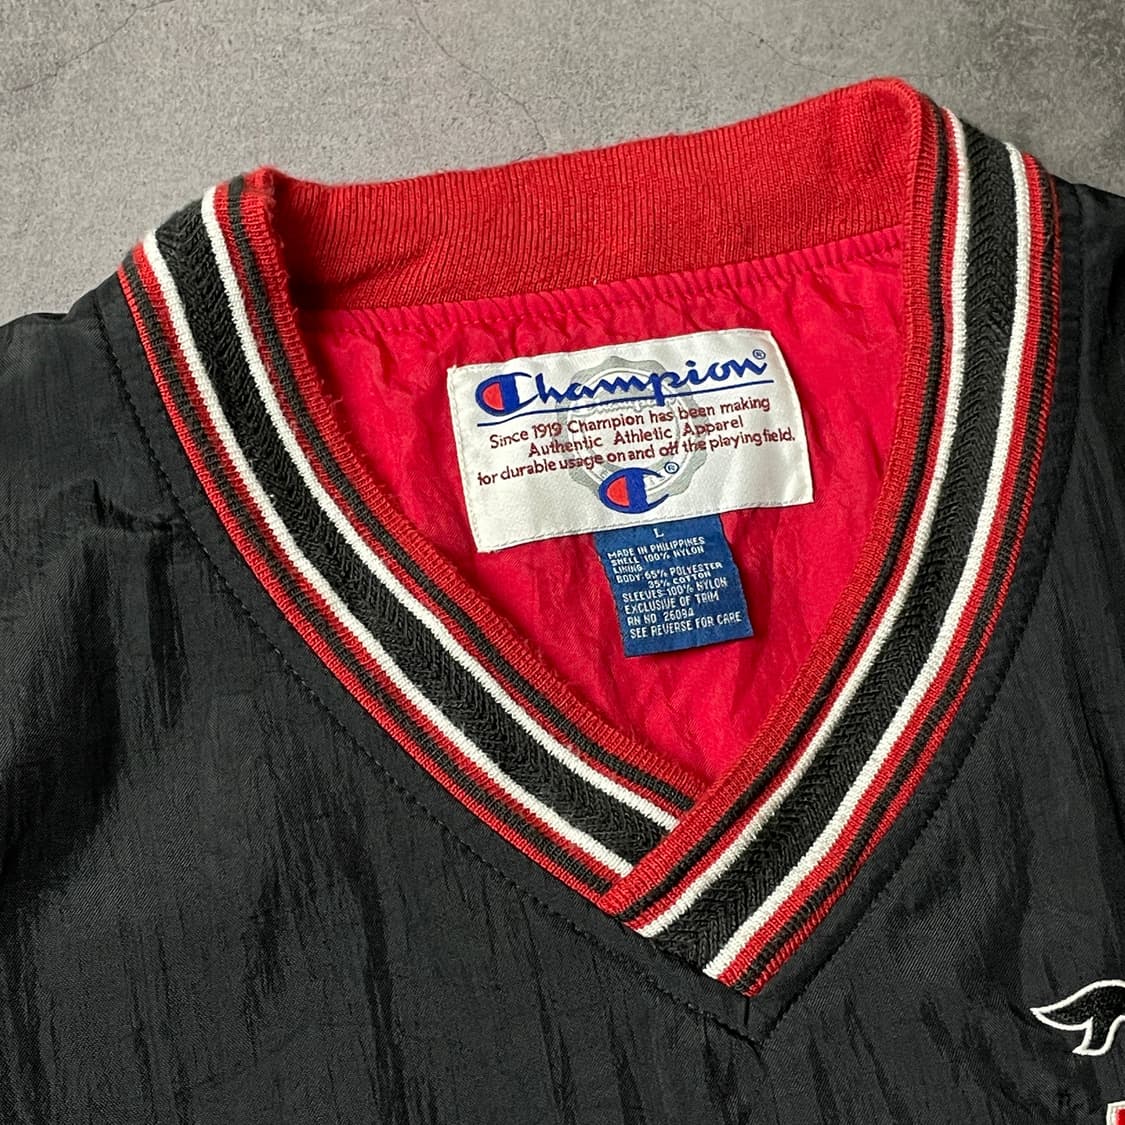 Champion®
Since 1919 Champion has been making
Authentic Athletic Apparel
for durable usage on and off the playing field.
®
L
MADE IN PHILIPPINES
SHELL 100% NYLON
LINING
BODY: 65% POLYESTER
35% COTTON
SLEEVES-100% NYLON
EXCLUSIVE OF TRIM
RN NO 26094
SEE REVERSE FOR CARE